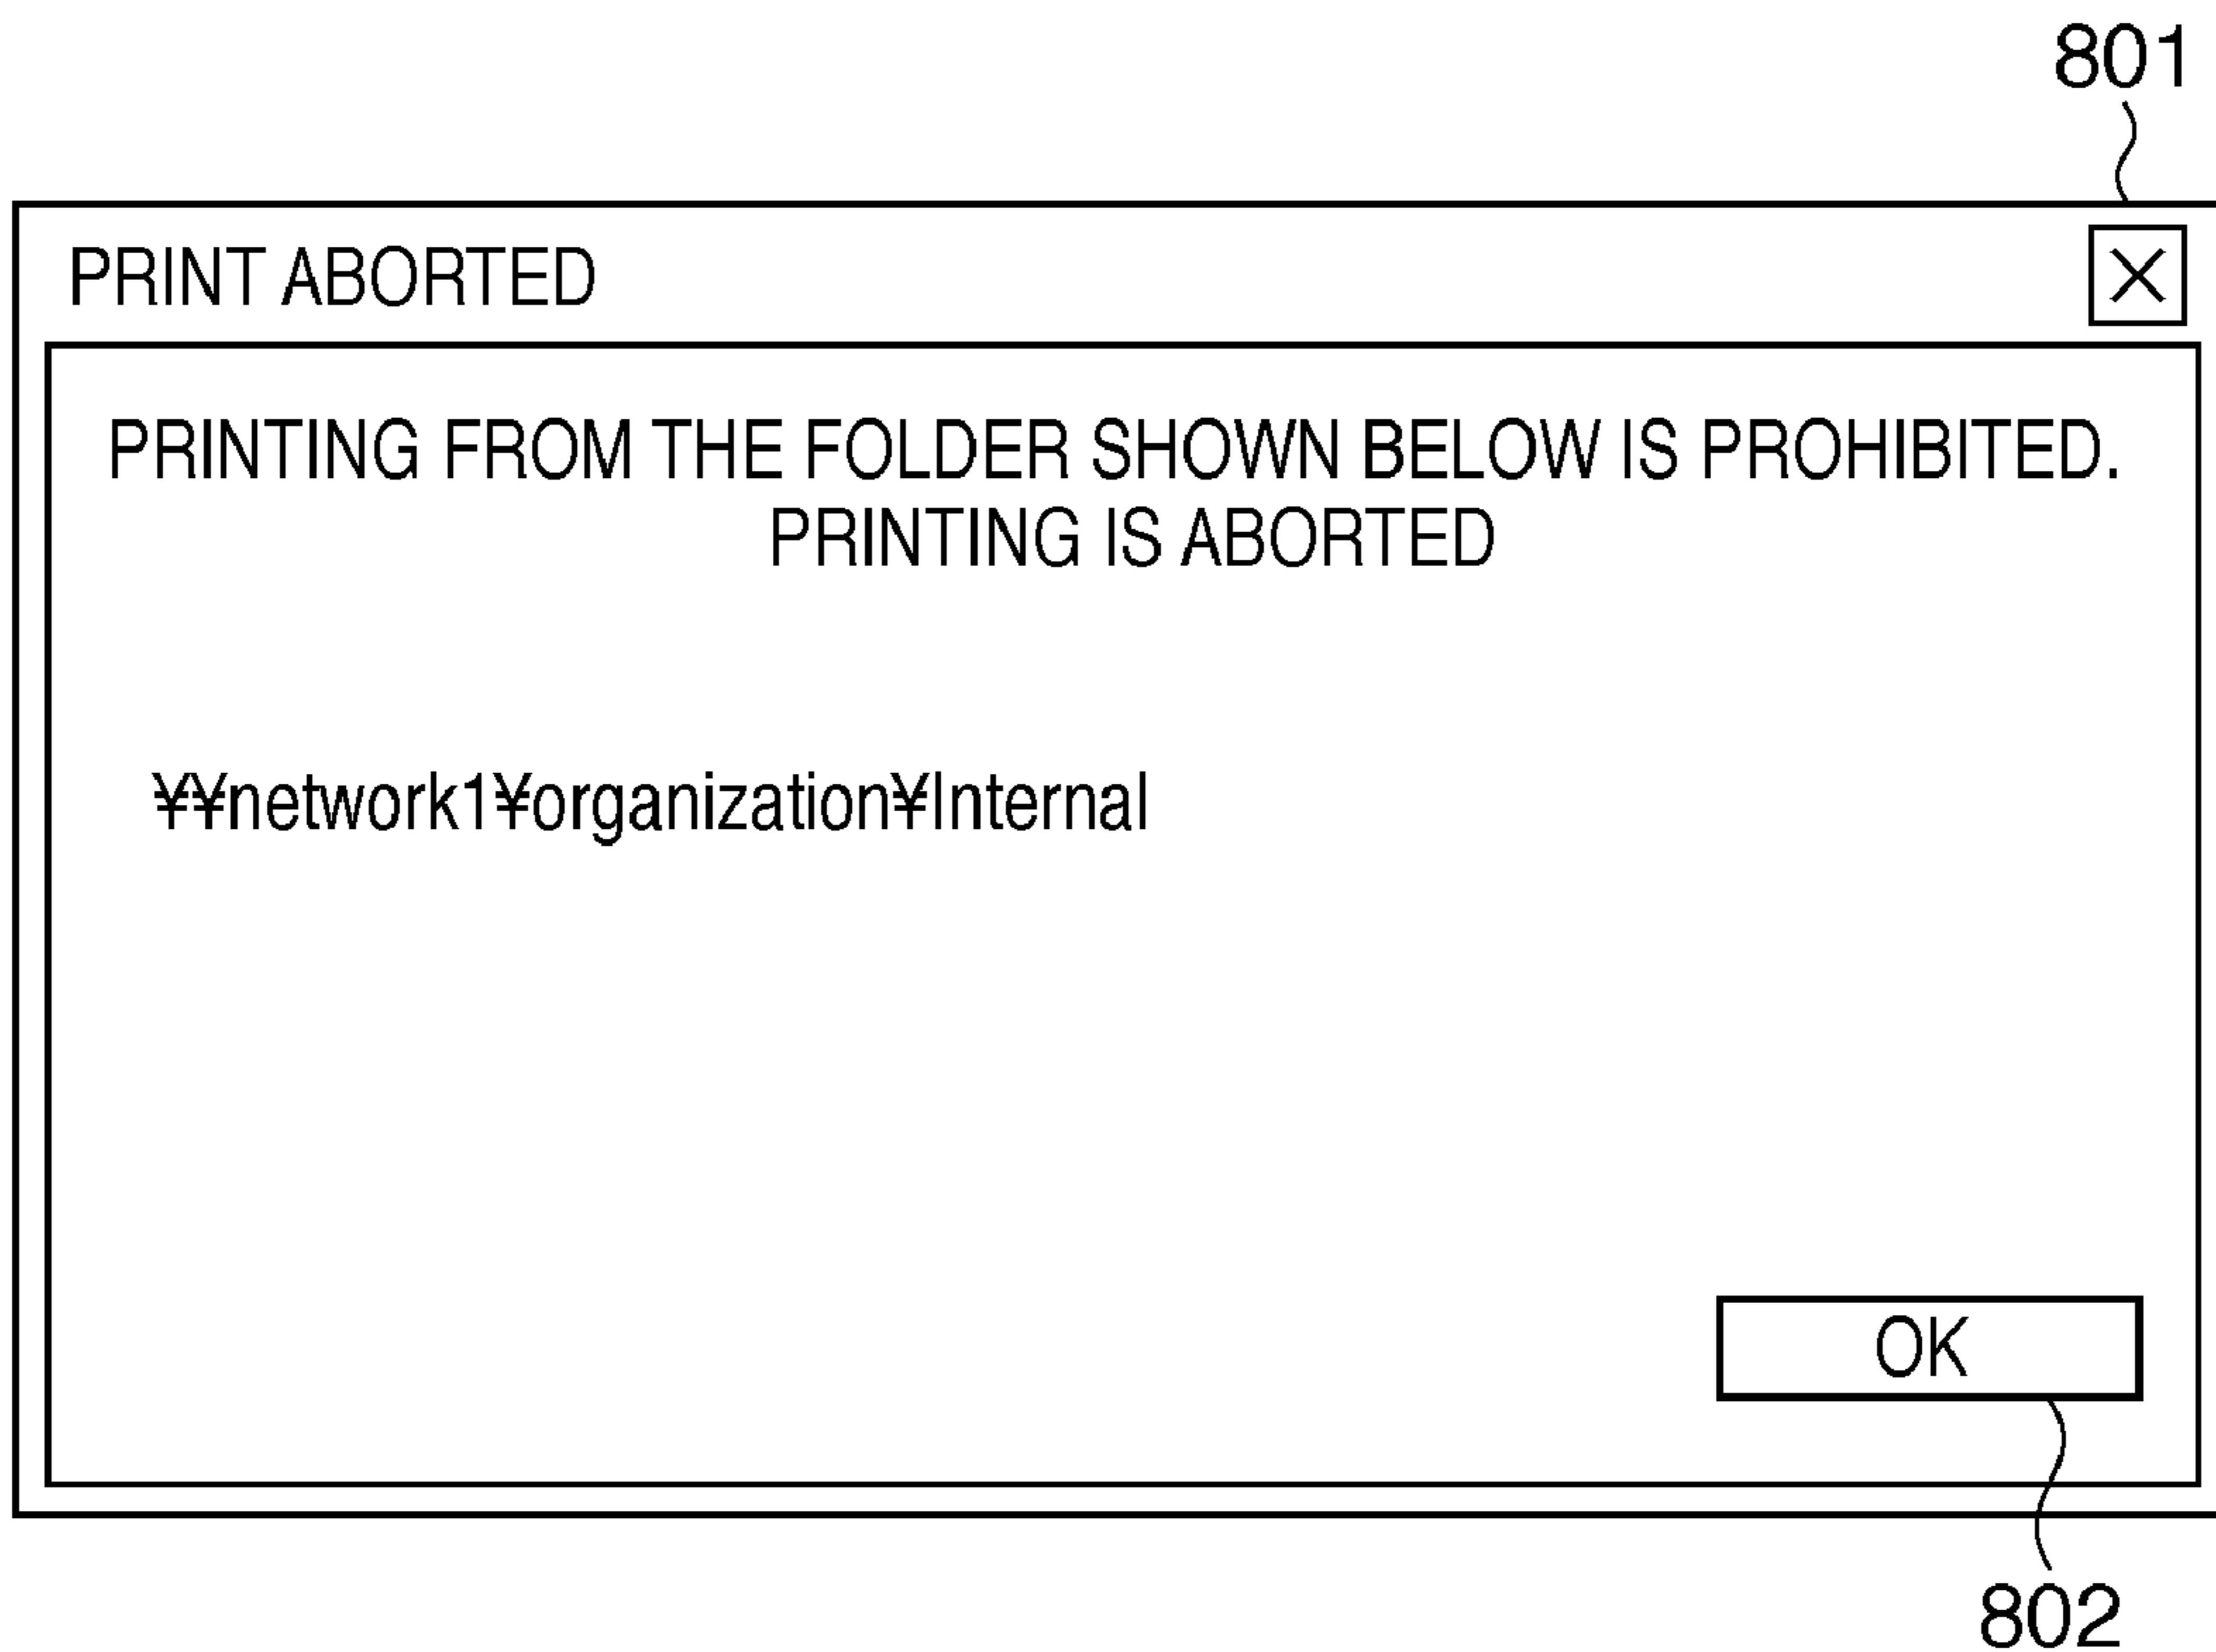 801
PRINT ABORTED
X
PRINTING FROM THE FOLDER SHOWN BELOW IS PROHIBITED.
PRINTING IS ABORTED
¥¥network1¥organization¥Internal
OK
802